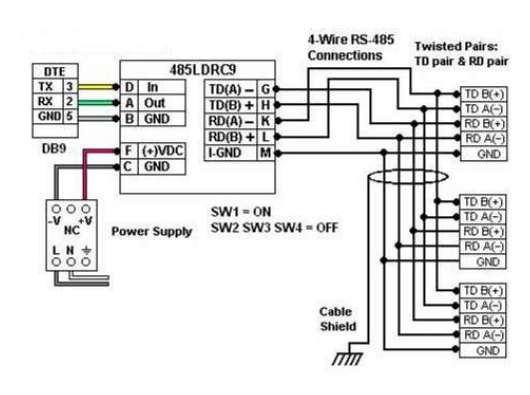 4-Wire RS-485
Connections
Twisted Pairs:
TD pair & RD pair
DTE
TX 3
RX 2
GND 5
DB9
485LDRC9
D In
A Out
B GND
F (+)VDC
C GND
TD(A) – G
TD(B) + H
RD(A) – K
RD(B) + L
I-GND M
TD B(+)
TD A(–)
RD B(+)
RD A(–)
GND
SW1 = ON
SW2 SW3 SW4 = OFF
-V +V
NC
L N
Power Supply
TD B(+)
TD A(–)
RD B(+)
RD A(–)
GND
Cable
Shield
TD B(+)
TD A(–)
RD B(+)
RD A(–)
GND